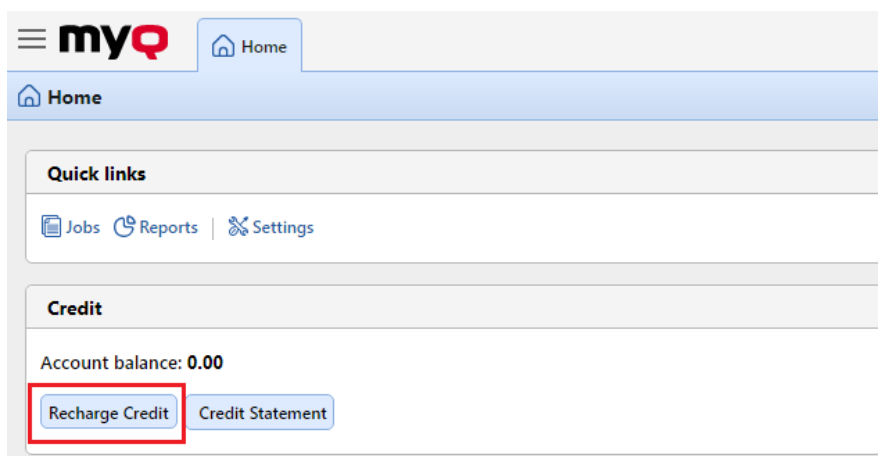 myQ Home
Home
Quick links
Jobs Reports | Settings
Credit
Account balance: 0.00
Recharge Credit Credit Statement